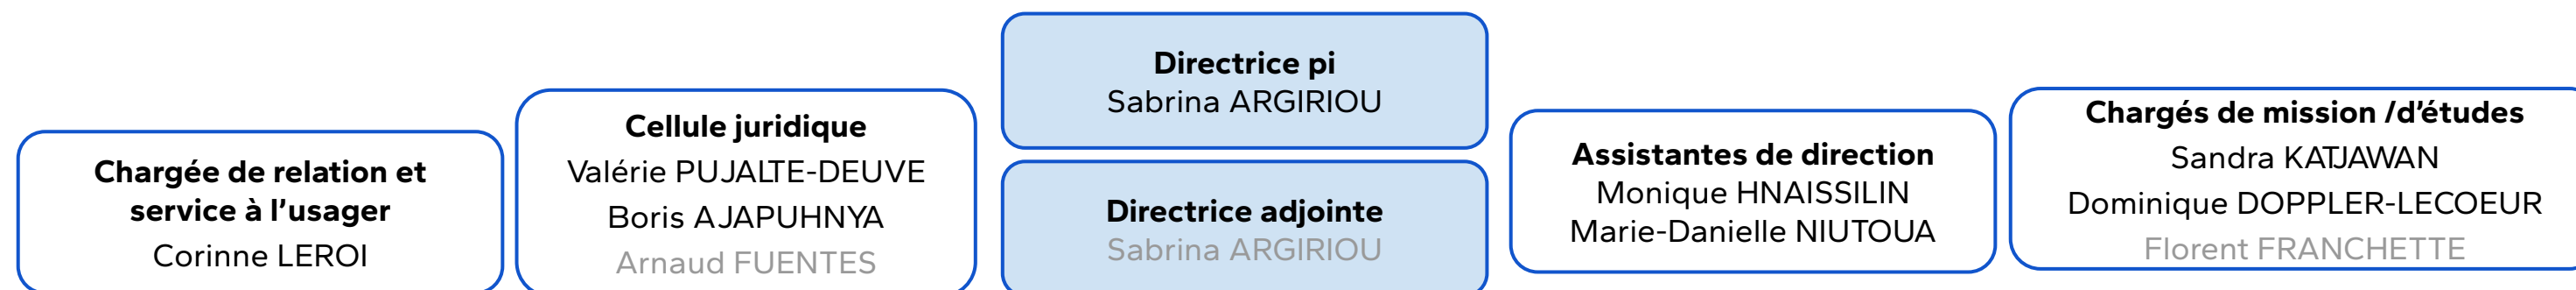 Chargée de relation et
service à l'usager
Corinne LEROI
Cellule juridique
Valérie PUJALTE-DEUVE
Boris AJAPUHNYA
Arnaud FUENTES
Directrice pi
Sabrina ARGIRIOU
Directrice adjointe
Sabrina ARGIRIOU
Assistantes de direction
Monique HNAISSILIN
Marie-Danielle NIUTOUA
Chargés de mission /d'études
Sandra KATJAWAN
Dominique DOPPLER-LECOEUR
Florent FRANCHETTE